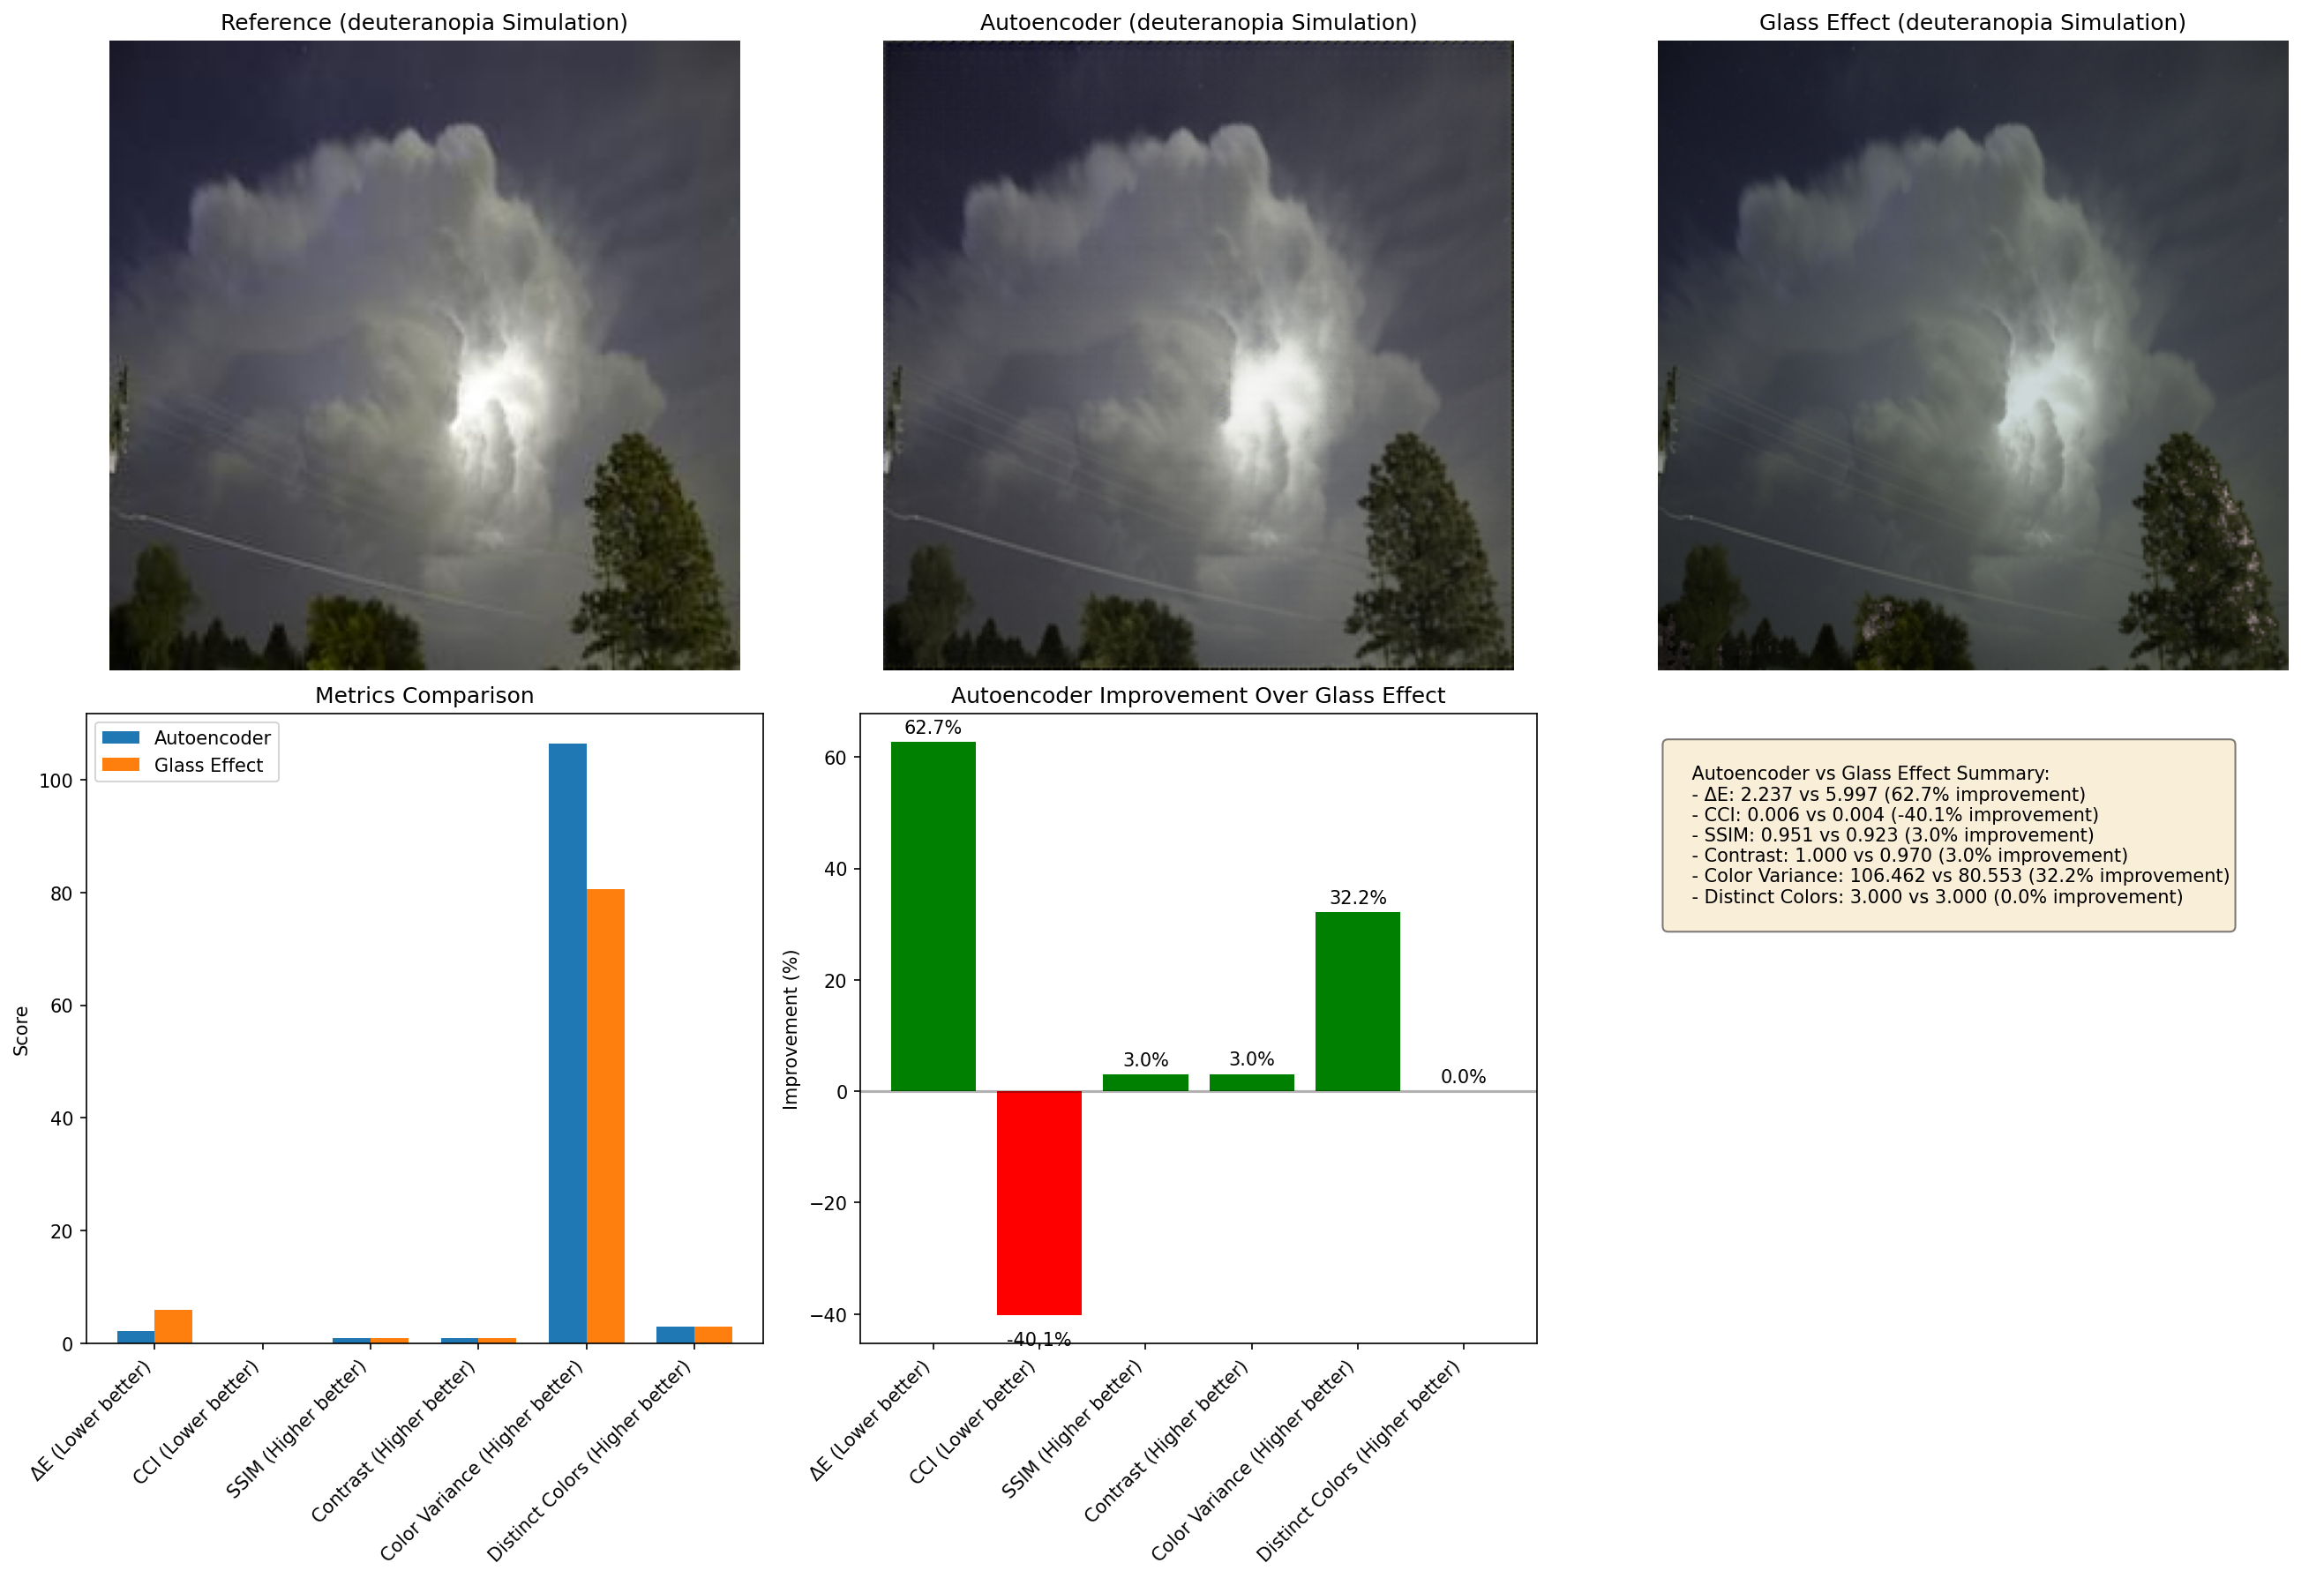 Reference (deuteranopia Simulation)
Autoencoder (deuteranopia Simulation)
Glass Effect (deuteranopia Simulation)
Metrics Comparison
Autoencoder
Glass Effect
Score
100
80
60
40
20
0
ΔE (Lower better)
CCI (Lower better)
SSIM (Higher better)
Contrast (Higher better)
Color Variance (Higher better)
Distinct Colors (Higher better)
Autoencoder Improvement Over Glass Effect
Improvement (%)
60
40
20
0
−20
−40
62.7%
-40.1%
3.0%
3.0%
32.2%
0.0%
ΔE (Lower better)
CCI (Lower better)
SSIM (Higher better)
Contrast (Higher better)
Color Variance (Higher better)
Distinct Colors (Higher better)
Autoencoder vs Glass Effect Summary:
- ΔE: 2.237 vs 5.997 (62.7% improvement)
- CCI: 0.006 vs 0.004 (-40.1% improvement)
- SSIM: 0.951 vs 0.923 (3.0% improvement)
- Contrast: 1.000 vs 0.970 (3.0% improvement)
- Color Variance: 106.462 vs 80.553 (32.2% improvement)
- Distinct Colors: 3.000 vs 3.000 (0.0% improvement)